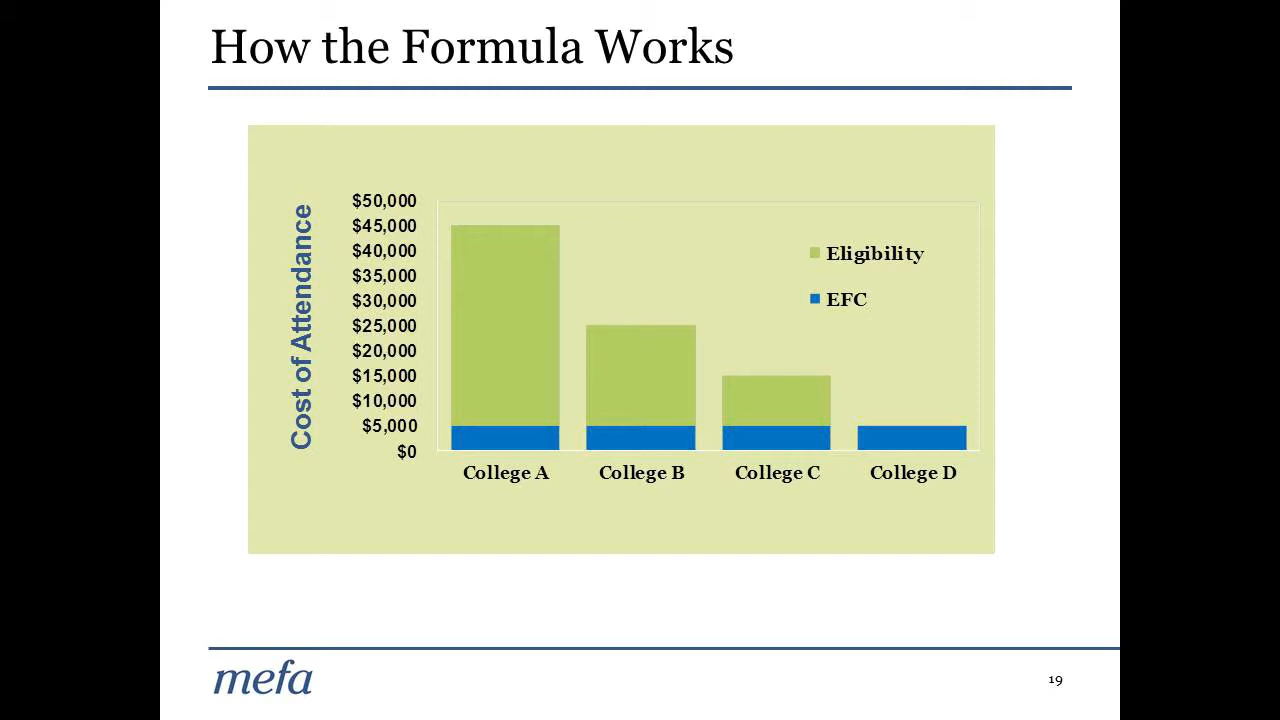 How the Formula Works
Cost of Attendance
$50,000
$45,000
$40,000
$35,000
$30,000
$25,000
$20,000
$15,000
$10,000
$5,000
$0
Eligibility
EFC
College A
College B
College C
College D
mefa
19